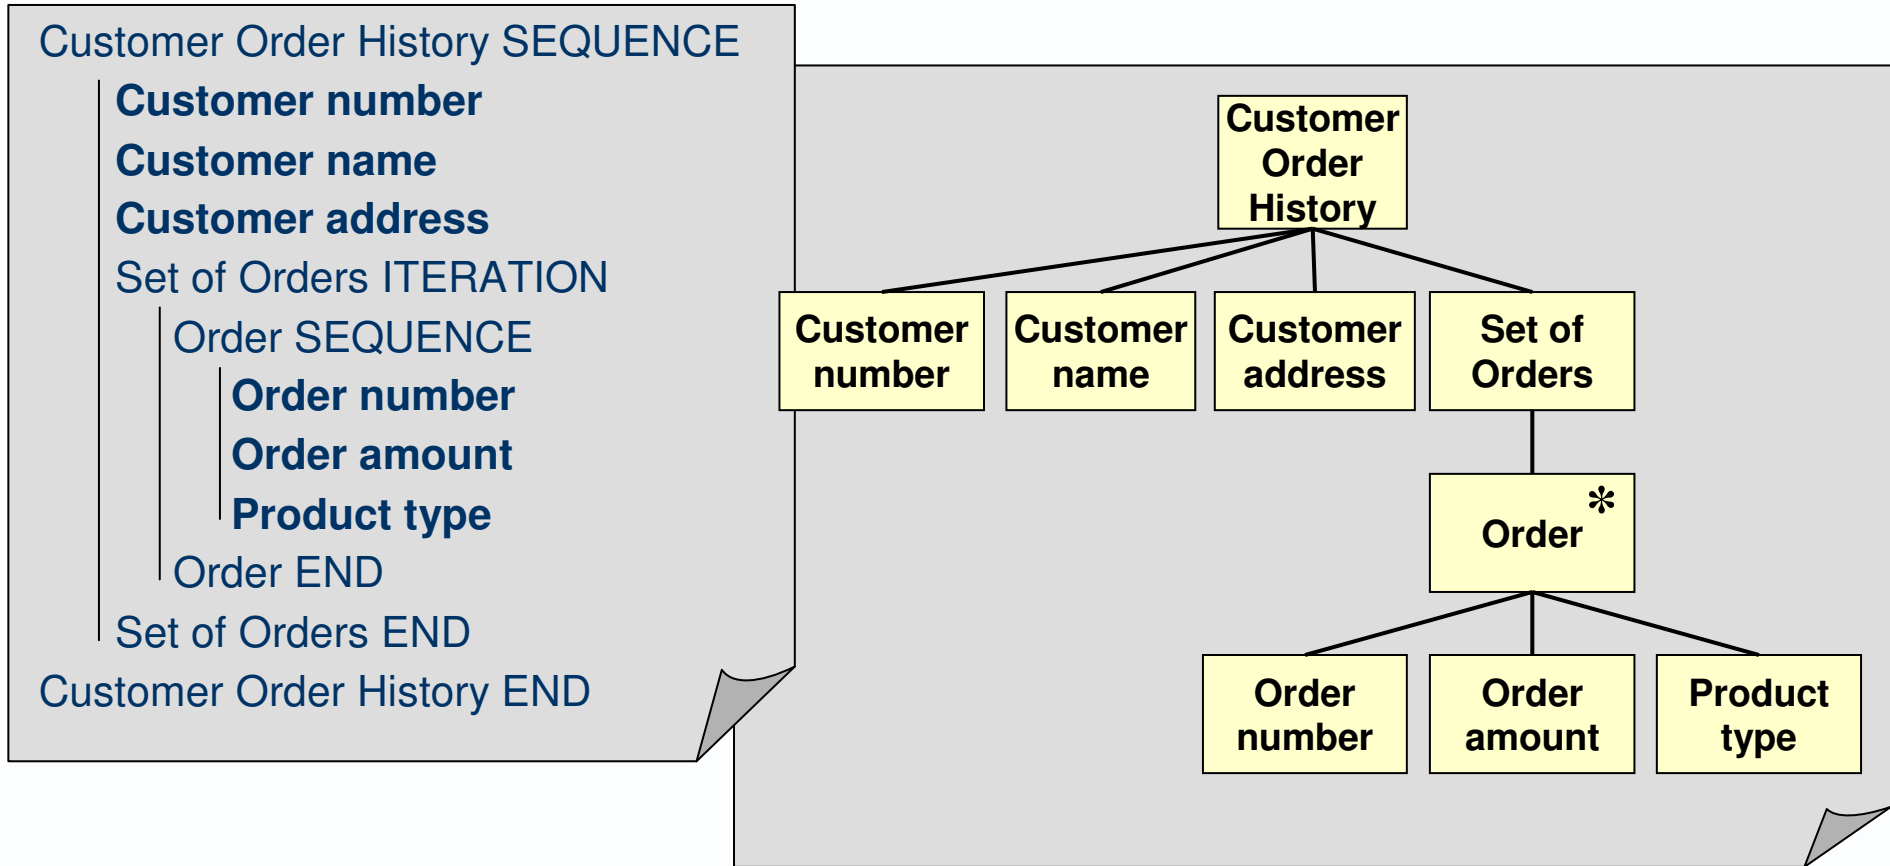 Customer Order History SEQUENCE
Customer number
Customer name
Customer address
Set of Orders ITERATION
Order SEQUENCE
Order number
Order amount
Product type
Order END
Set of Orders END
Customer Order History END
Customer
Order
History
Customer
number
Customer
name
Customer
address
Set of
Orders
Order *
Order
number
Order
amount
Product
type